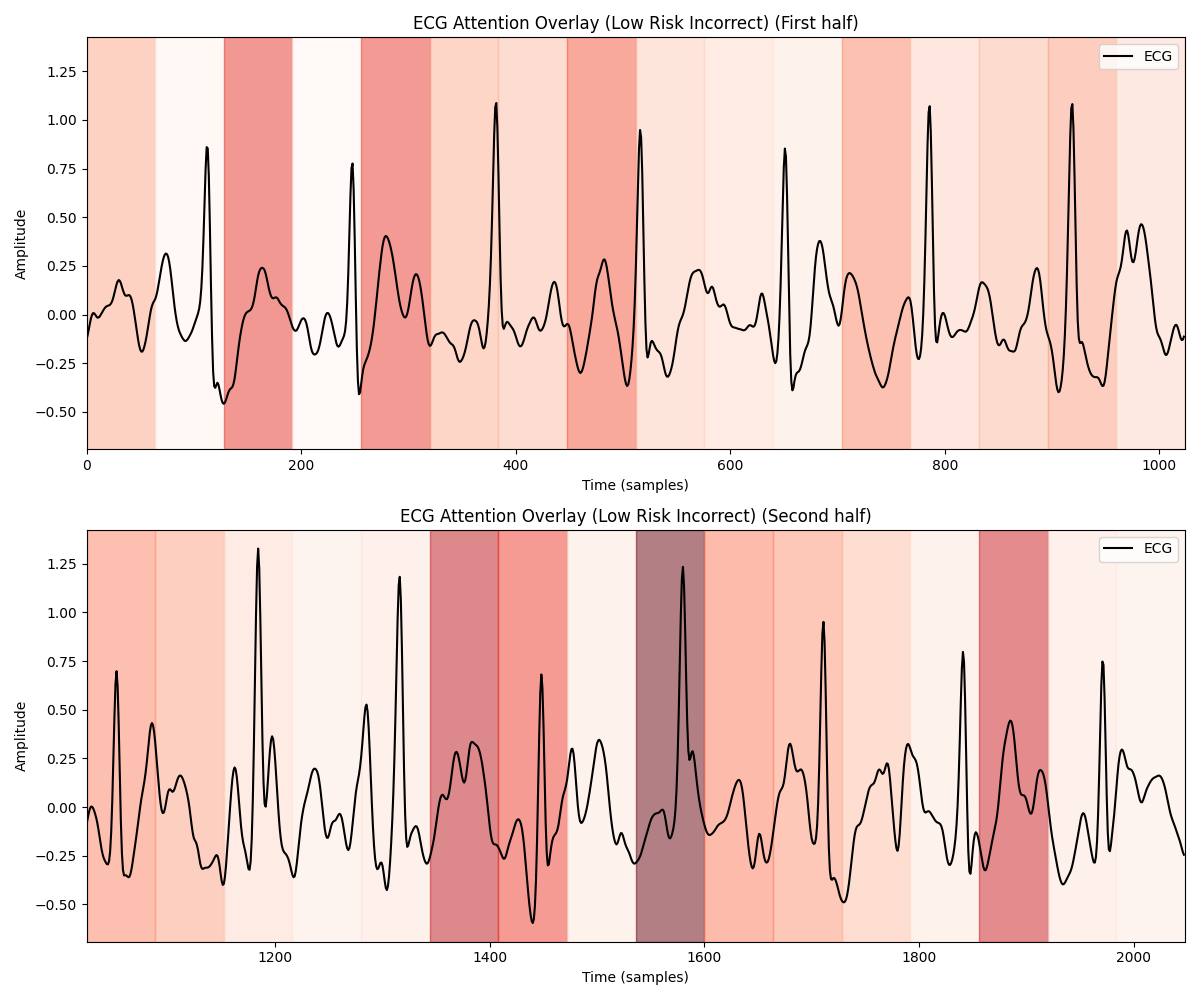 ECG Attention Overlay (Low Risk Incorrect) (First half)
ECG
1.25
1.00
0.75
0.50
0.25
0.00
−0.25
−0.50
Amplitude
0 200 400 600 800 1000
Time (samples)
ECG Attention Overlay (Low Risk Incorrect) (Second half)
ECG
1.25
1.00
0.75
0.50
0.25
0.00
−0.25
−0.50
Amplitude
1200 1400 1600 1800 2000
Time (samples)